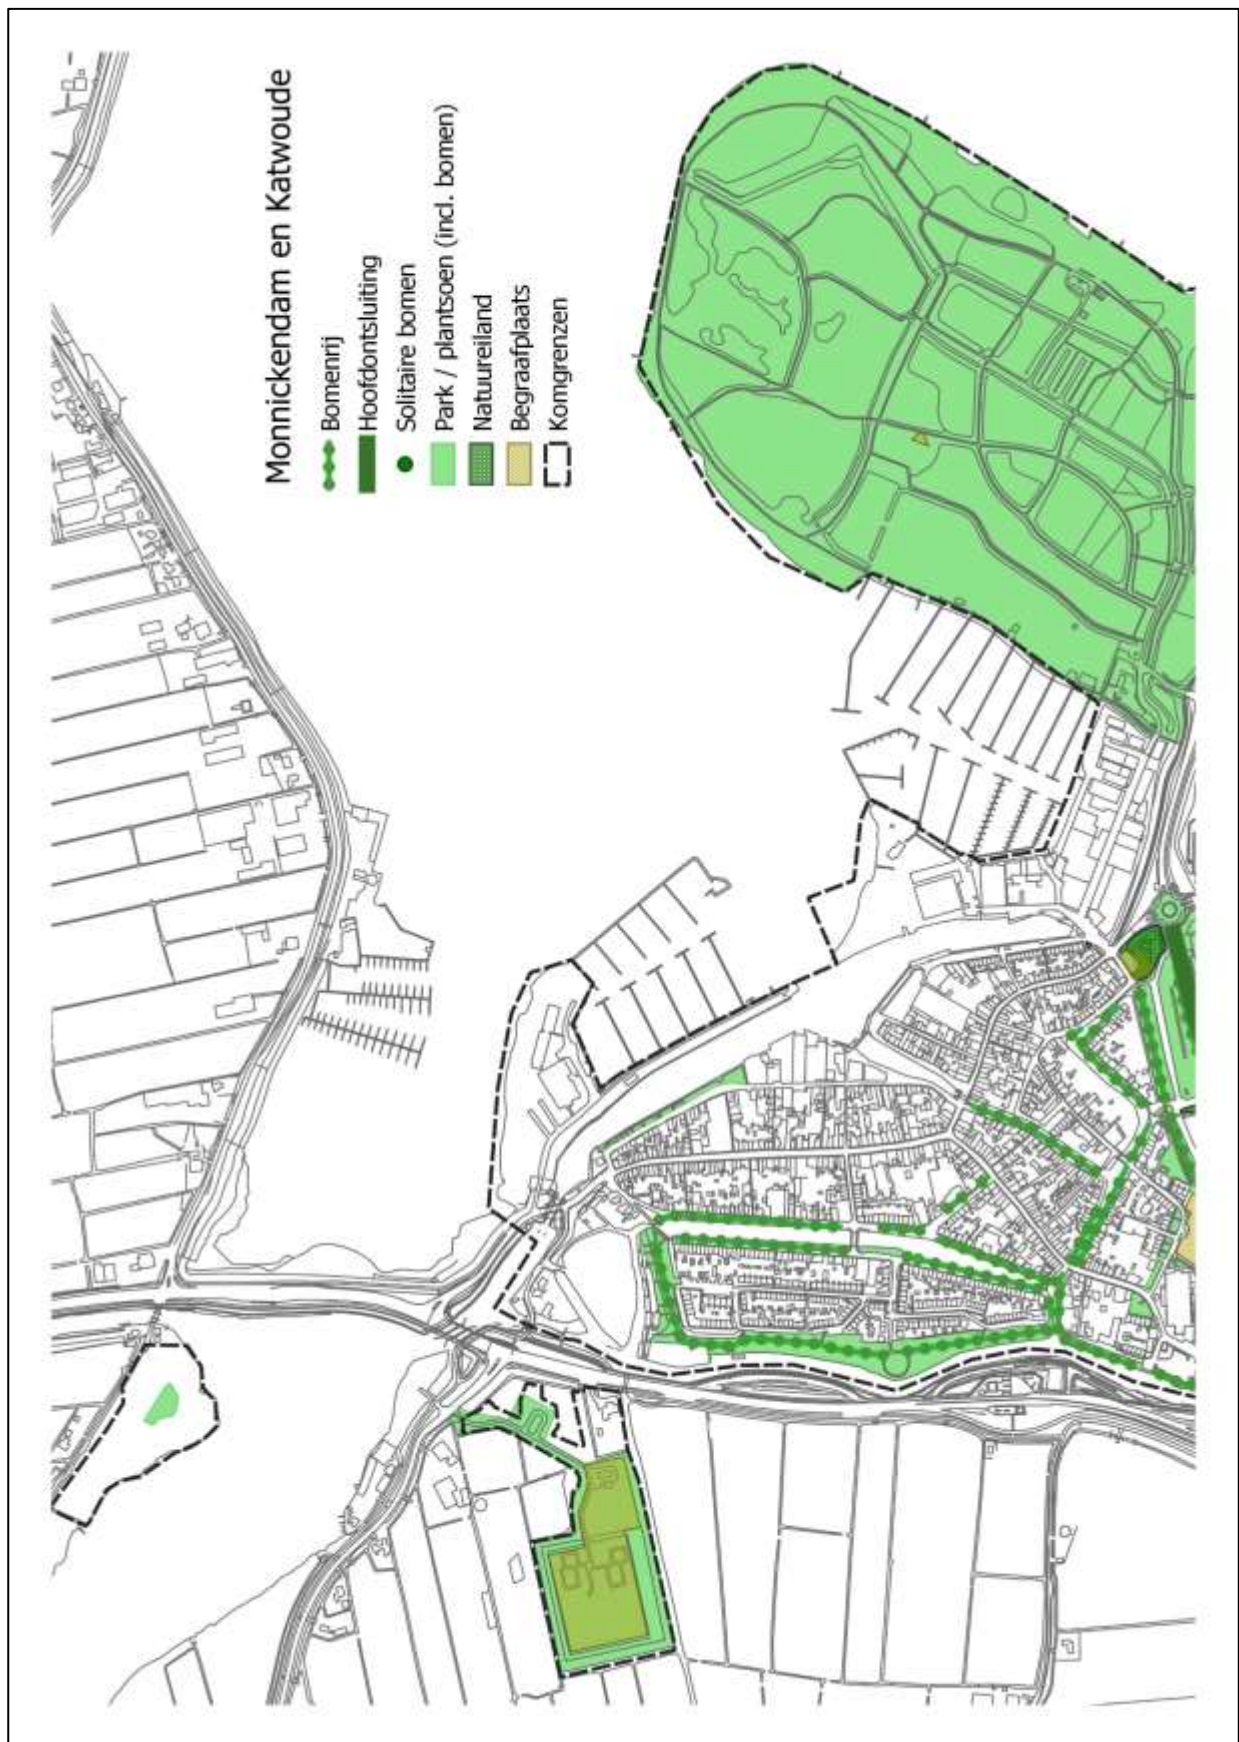 Monnickendam en Katwoude
Bomenrij
Hoofdontsluiting
Solitaire bomen
Park / plantsoen (incl. bomen)
Natuureiland
Begraafplaats
Komgrenzen